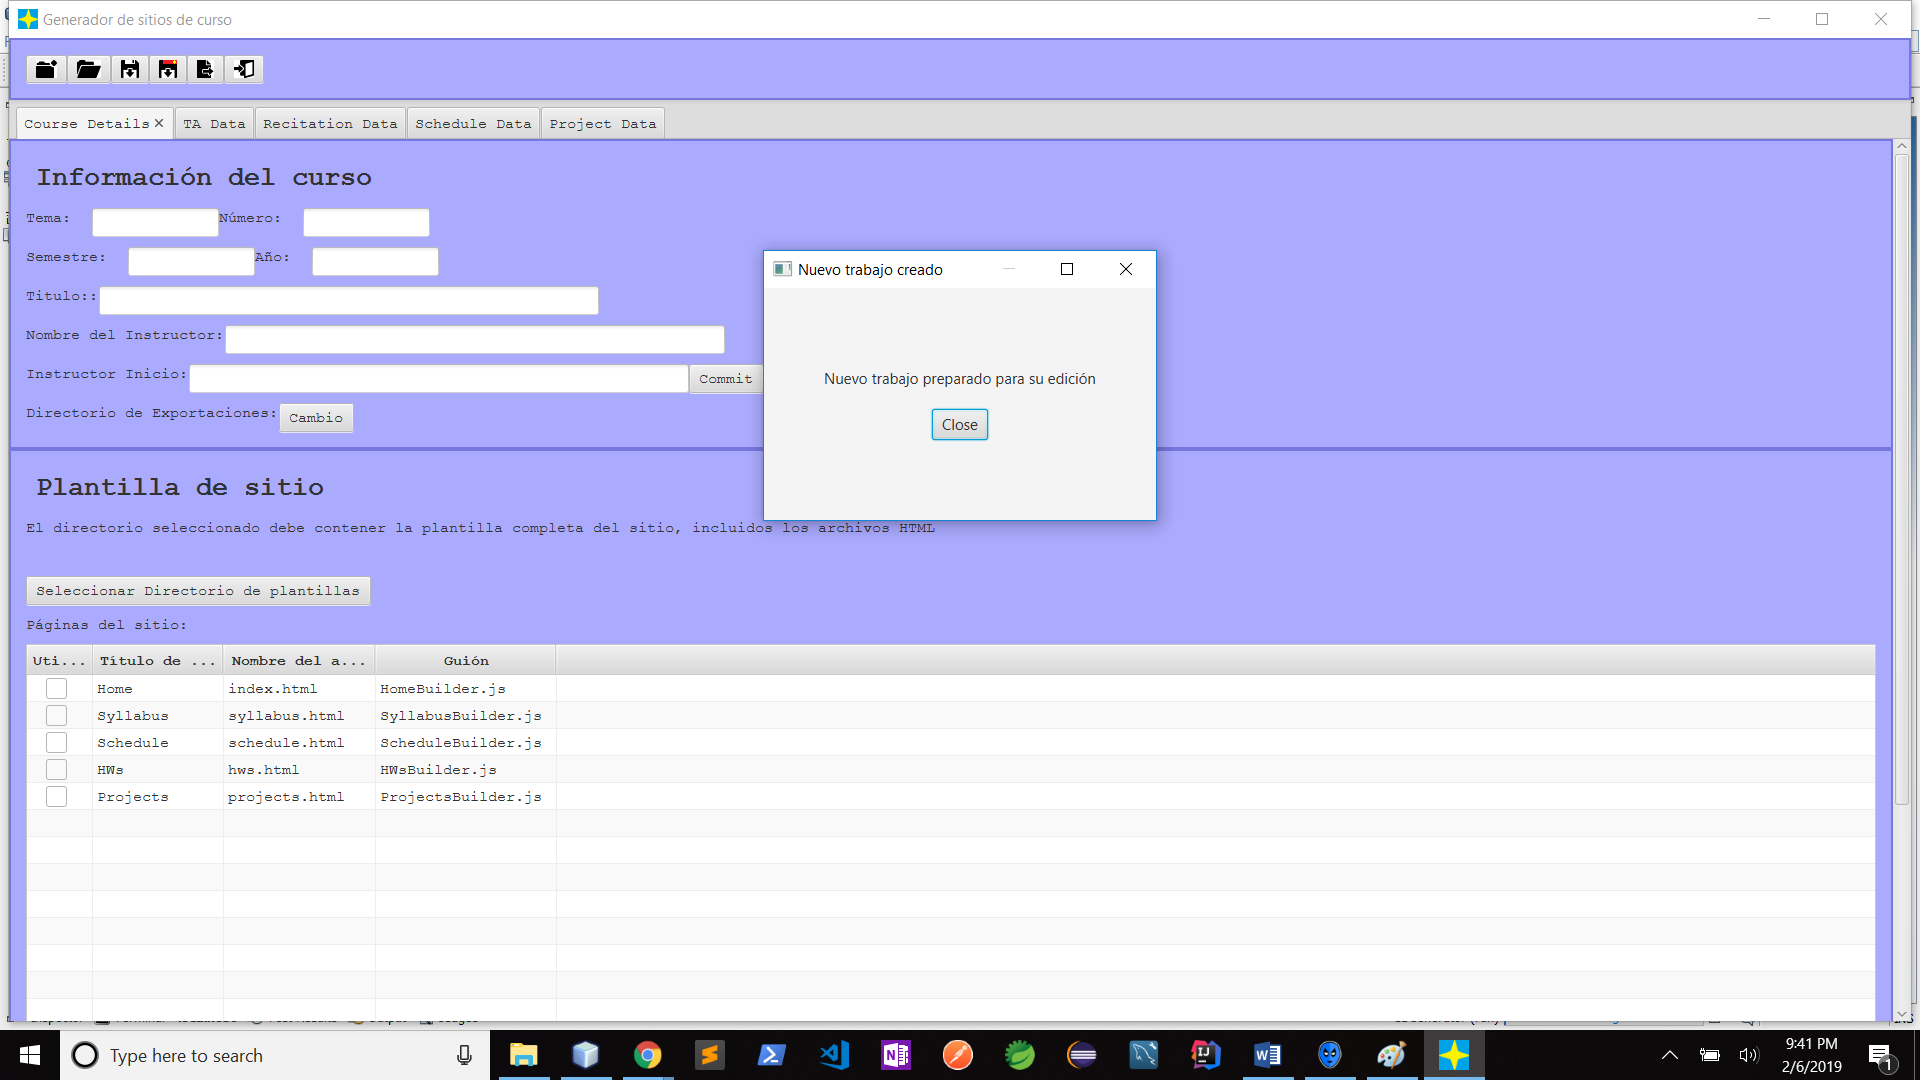 Generador de sitios de curso
Course Details TA Data Recitation Data Schedule Data Project Data
Información del curso
Tema: Número:
Semestre: Año:
Titulo::
Nombre del Instructor:
Instructor Inicio: Commit
Directorio de Exportaciones: Cambio
Nuevo trabajo creado
Nuevo trabajo preparado para su edición
Close
Plantilla de sitio
El directorio seleccionado debe contener la plantilla completa del sitio, incluidos los archivos HTML
Seleccionar Directorio de plantillas
Páginas del sitio:
Uti... Título de ... Nombre del a... Guión
Home index.html HomeBuilder.js
Syllabus syllabus.html SyllabusBuilder.js
Schedule schedule.html ScheduleBuilder.js
HWs hws.html HWsBuilder.js
Projects projects.html ProjectsBuilder.js
Type here to search
9:41 PM
2/6/2019
1